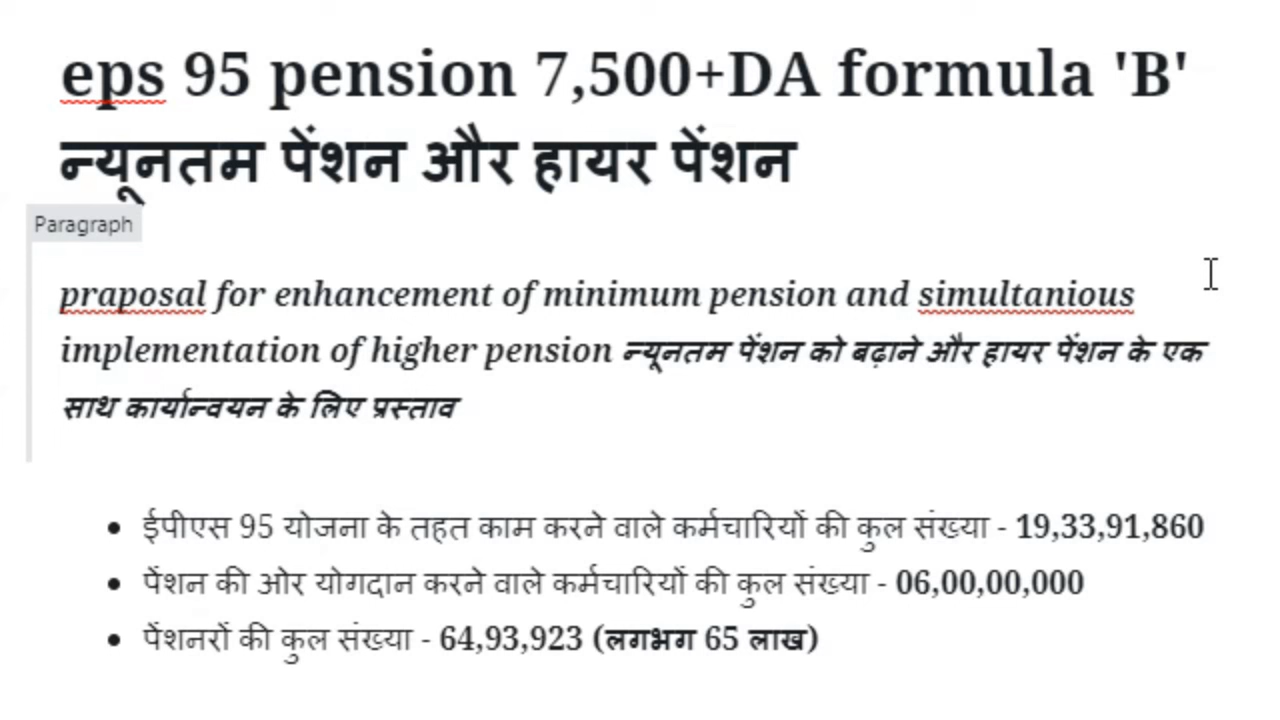 eps 95 pension 7,500+DA formula 'B'
न्यूनतम पेंशन और हायर पेंशन
Paragraph
praposal for enhancement of minimum pension and simultanious
implementation of higher pension न्यूनतम पेंशन को बढ़ाने और हायर पेंशन के एक
साथ कार्यान्वयन के लिए प्रस्ताव
• ईपीएस 95 योजना के तहत काम करने वाले कर्मचारियों की कुल संख्या - 19,33,91,860
• पेंशन की ओर योगदान करने वाले कर्मचारियों की कुल संख्या - 06,00,00,000
• पेंशनरों की कुल संख्या - 64,93,923 (लगभग 65 लाख)